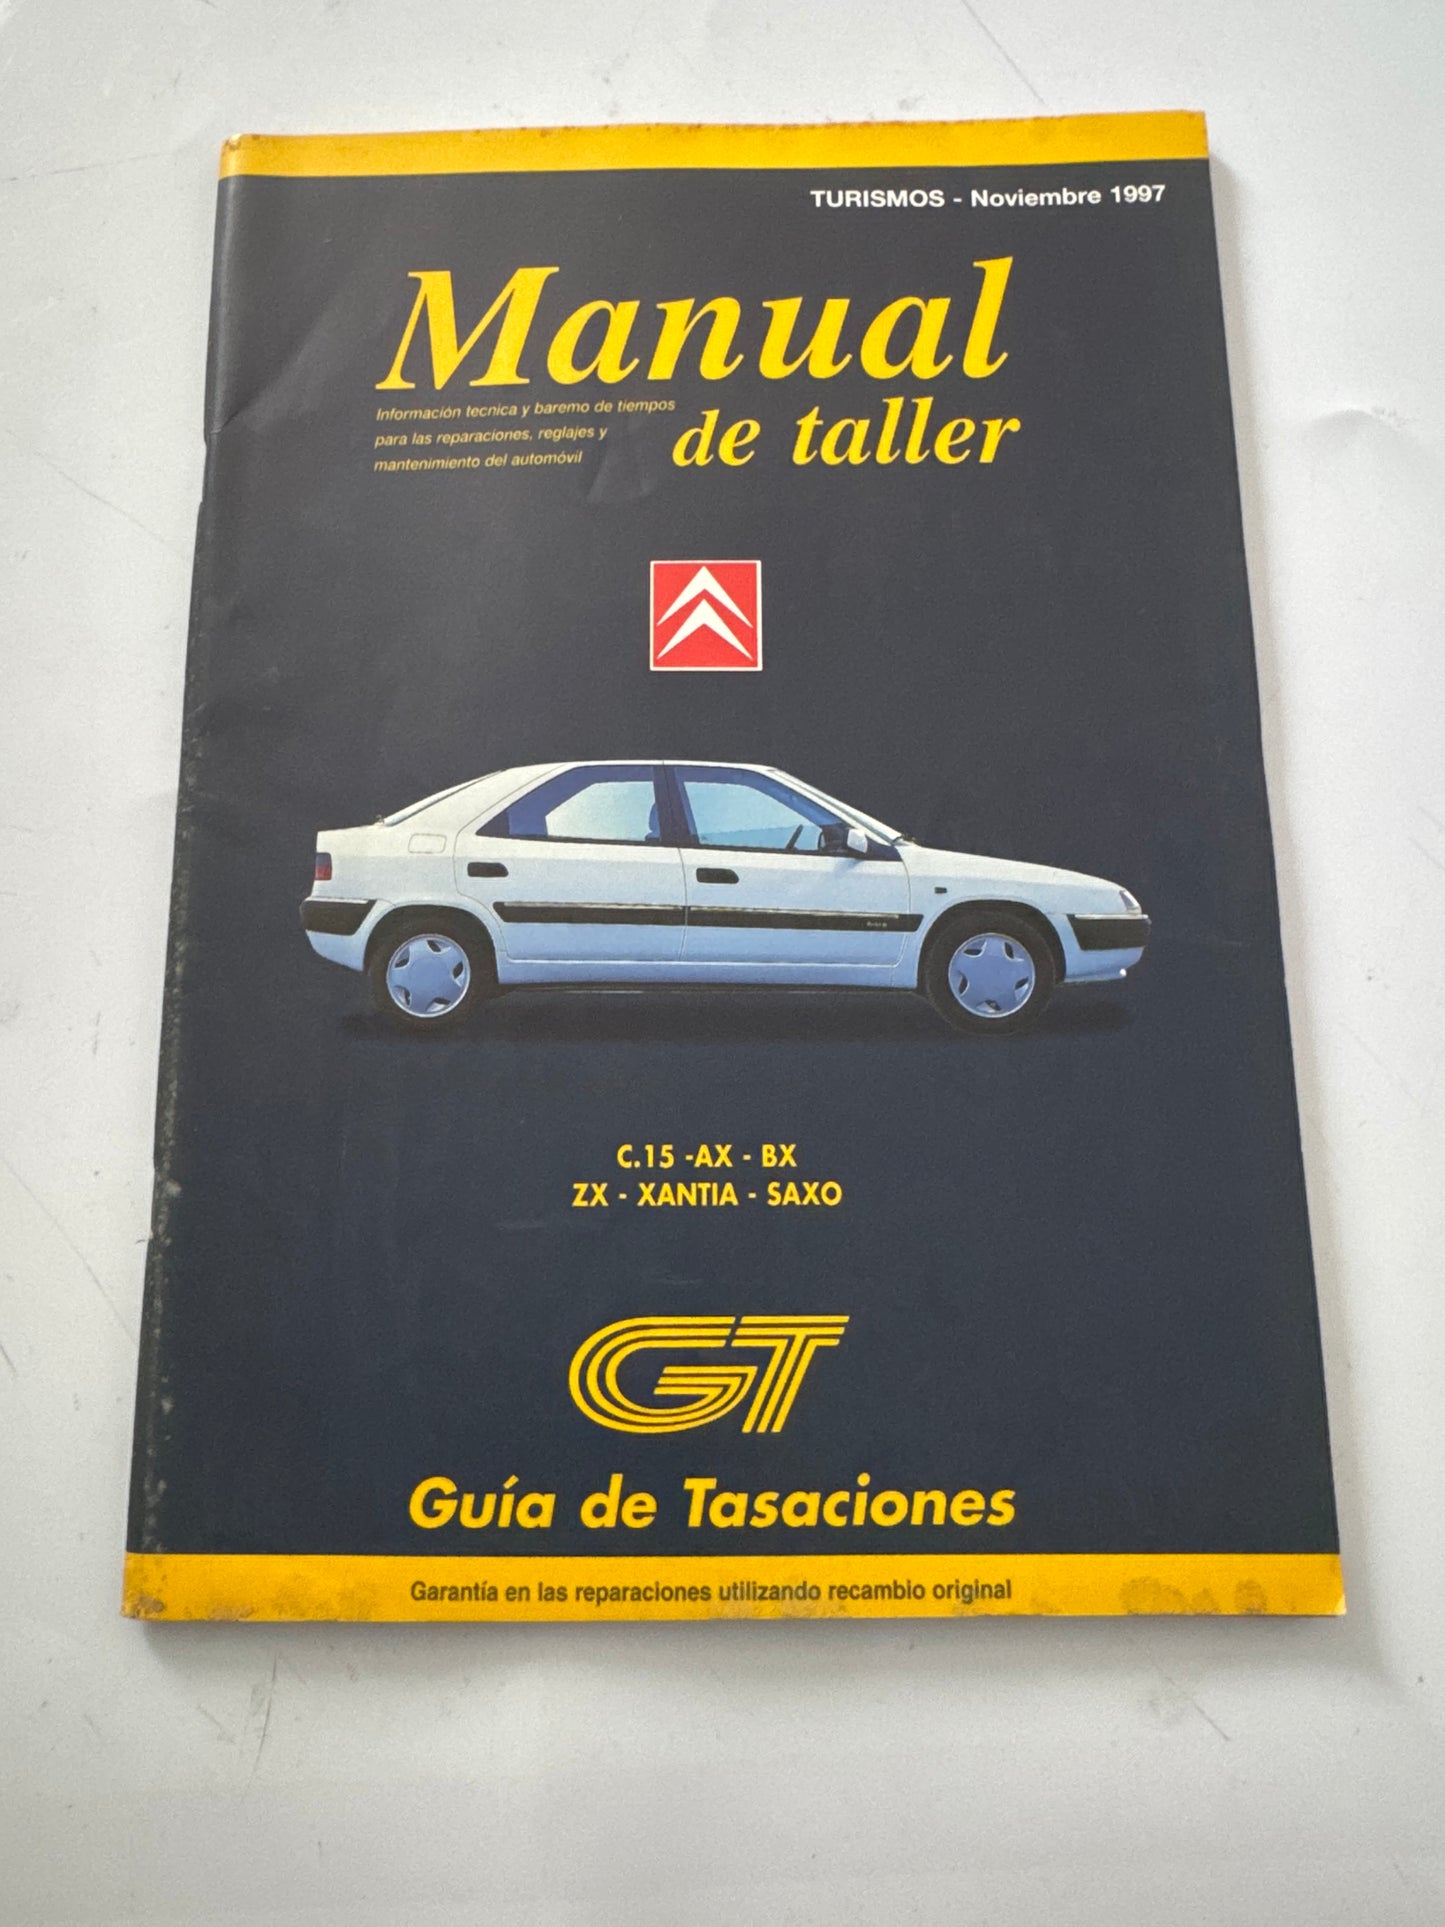 TURISMOS - Noviembre 1997
Manual
de taller
Información tecnica y baremo de tiempos
para las reparaciones, reglajes y
mantenimiento del automóvil
C.15 -AX - BX
ZX - XANTIA - SAXO
GT
Guía de Tasaciones
Garantía en las reparaciones utilizando recambio original